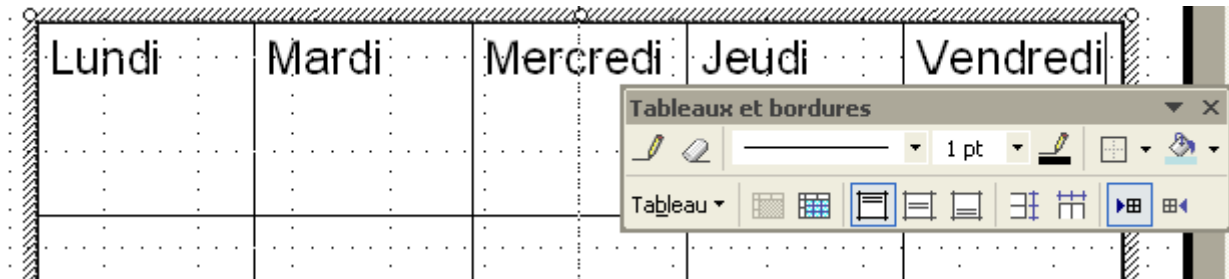 Lundi Mardi Mercredi Jeudi Vendredi
Tableaux et bordures
1 pt
Tableau